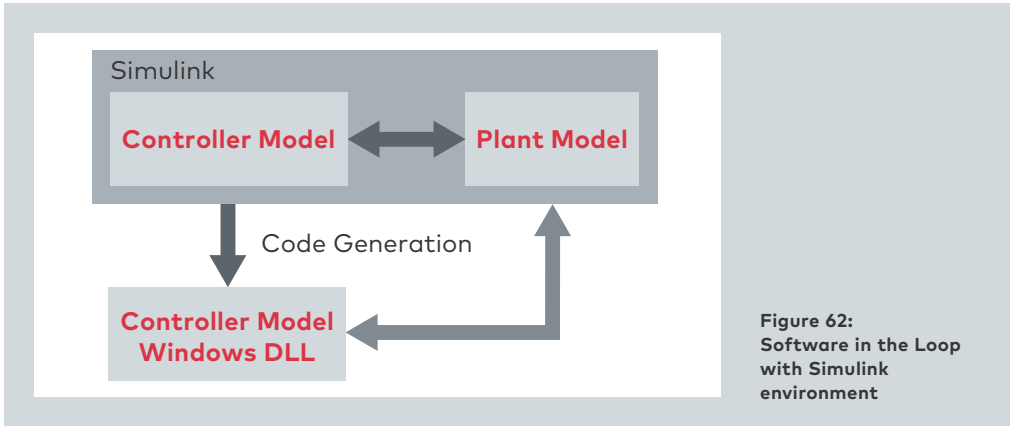 Simulink
Controller Model
Plant Model
Code Generation
Controller Model
Windows DLL
Figure 62:
Software in the Loop
with Simulink
environment